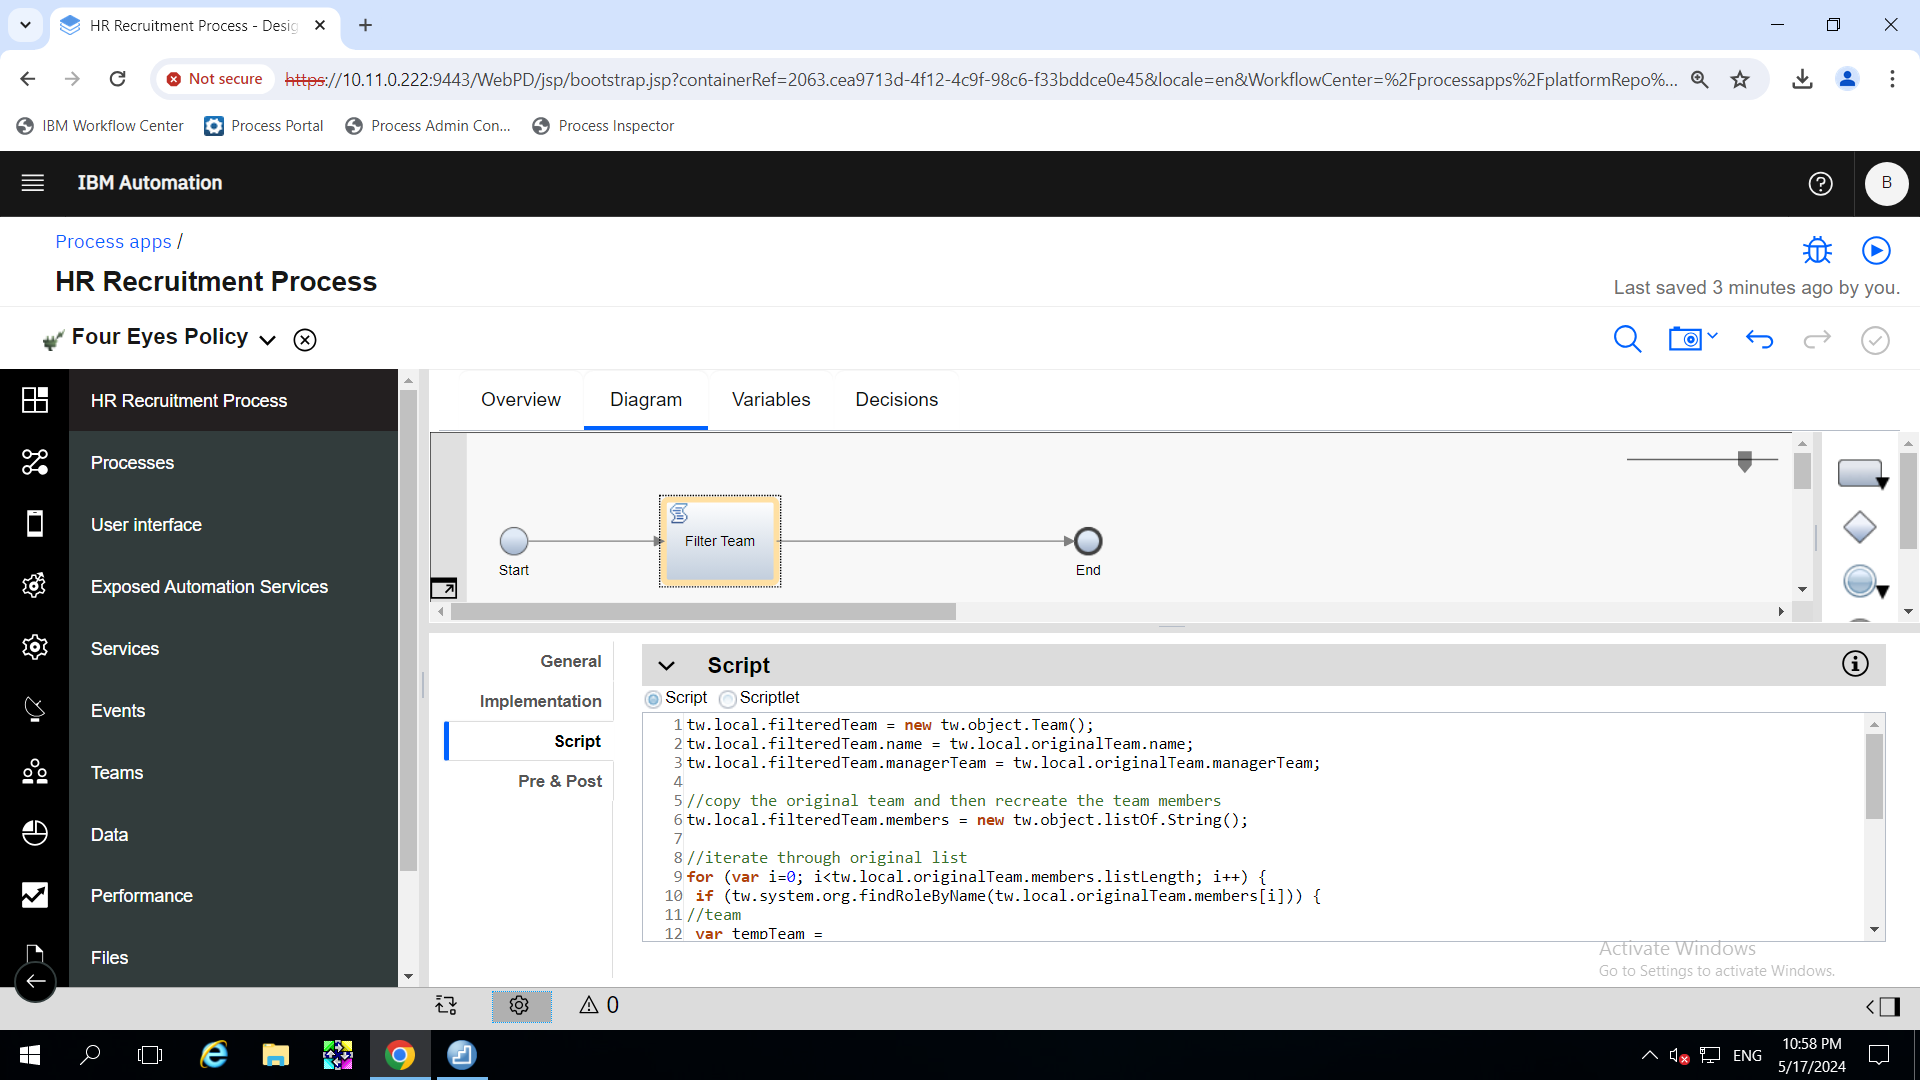 HR Recruitment Process - Desig
Not secure
https://10.11.0.222:9443/WebPD/jsp/bootstrap.jsp?containerRef=2063.cea9713d-4f12-4c9f-98c6-f33bddce0e45&locale=en&WorkflowCenter=%2Fprocessapps%2FplatformRepo%...
IBM Workflow Center
Process Portal
Process Admin Con...
Process Inspector
IBM Automation
B
Process apps /
HR Recruitment Process
Last saved 3 minutes ago by you.
Four Eyes Policy
HR Recruitment Process
Processes
User interface
Exposed Automation Services
Services
Events
Teams
Data
Performance
Files
Overview
Diagram
Variables
Decisions
Start
Filter Team
End
General
Implementation
Script
Pre & Post
Script
Script
Scriptlet
1 tw.local.filteredTeam = new tw.object.Team();
2 tw.local.filteredTeam.name = tw.local.originalTeam.name;
3 tw.local.filteredTeam.managerTeam = tw.local.originalTeam.managerTeam;
4
5 //copy the original team and then recreate the team members
6 tw.local.filteredTeam.members = new tw.object.listOf.String();
7
8 //iterate through original list
9 for (var i=0; i<tw.local.originalTeam.members.listLength; i++) {
10 if (tw.system.org.findRoleByName(tw.local.originalTeam.members[i])) {
11 //team
12 var tempTeam =
Activate Windows
Go to Settings to activate Windows.
0
ENG
10:58 PM
5/17/2024